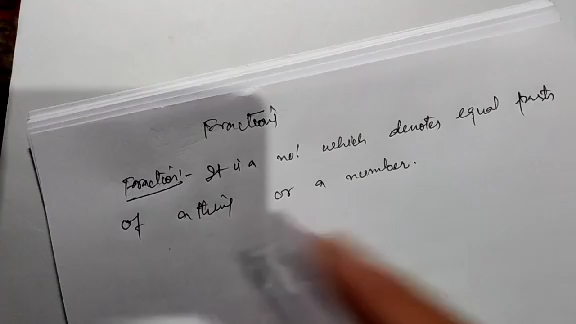 Fraction
Fraction:- It is a no: which denotes equal parts
of a thing or a number.